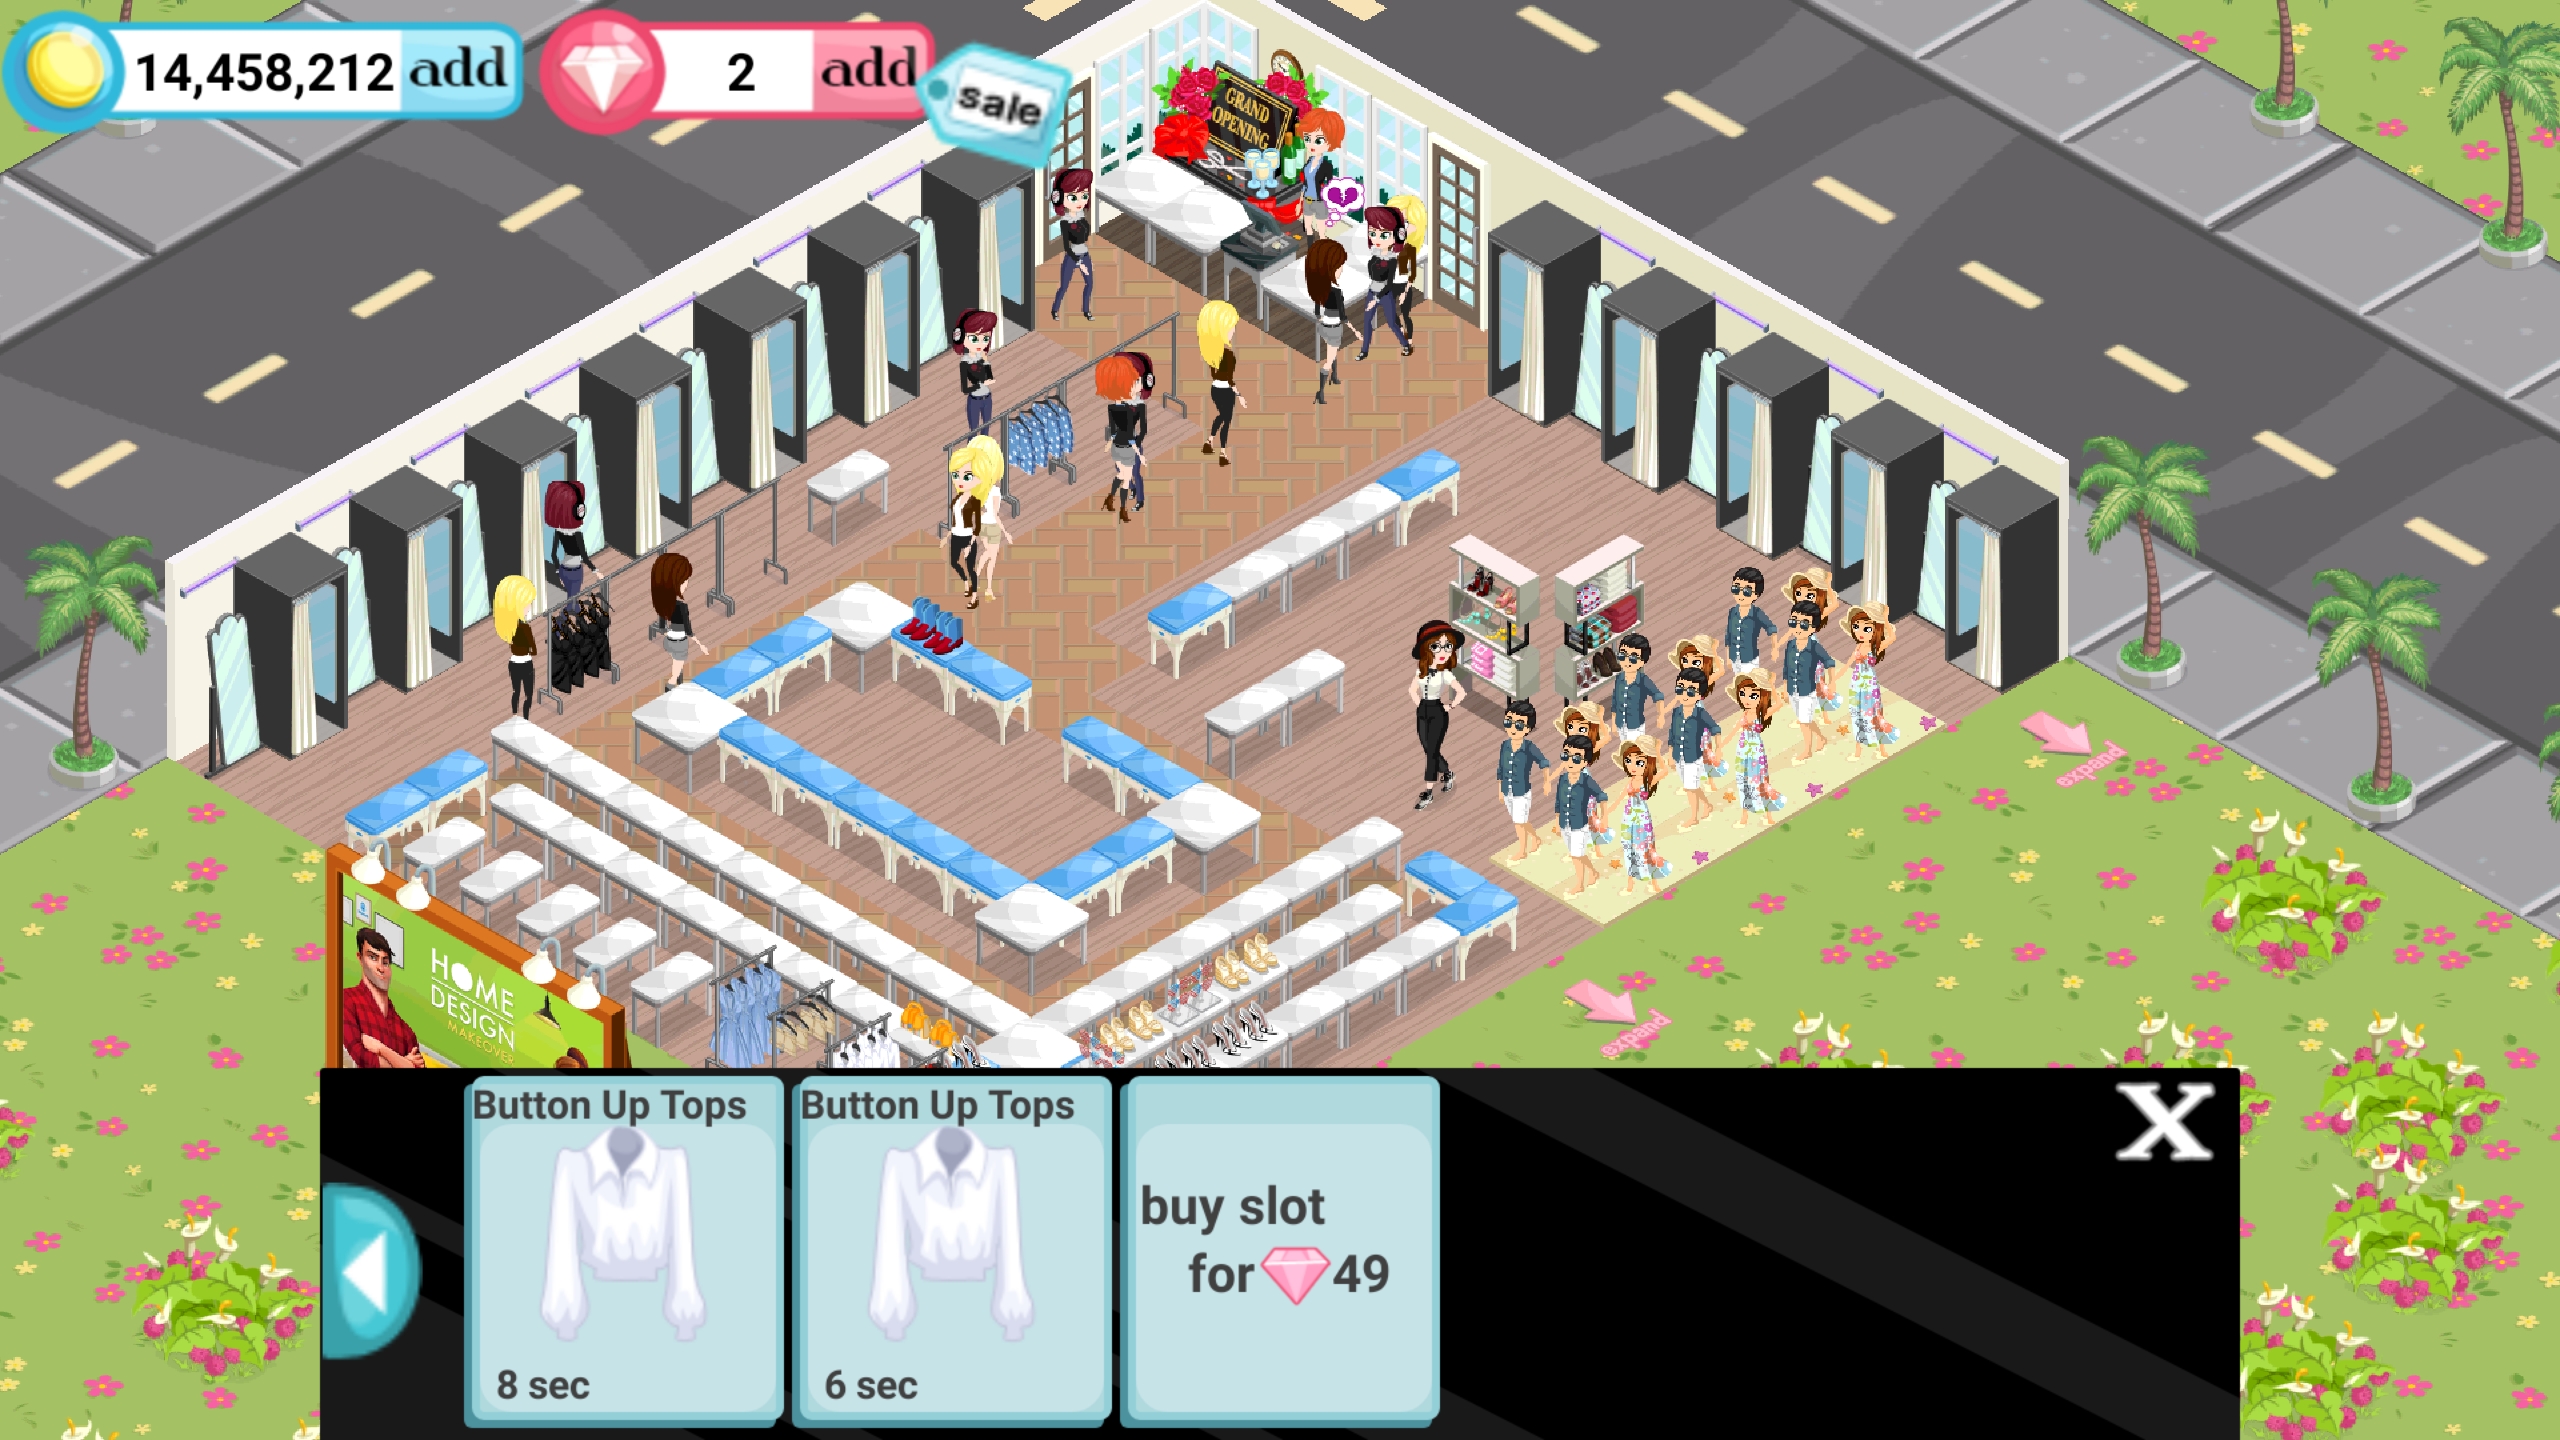 14,458,212 add
2 add
sale
GRAND
OPENING
expand
expand
HOME
DESIGN
MAKEOVER
Button Up Tops
8 sec
Button Up Tops
6 sec
buy slot
for 49
X